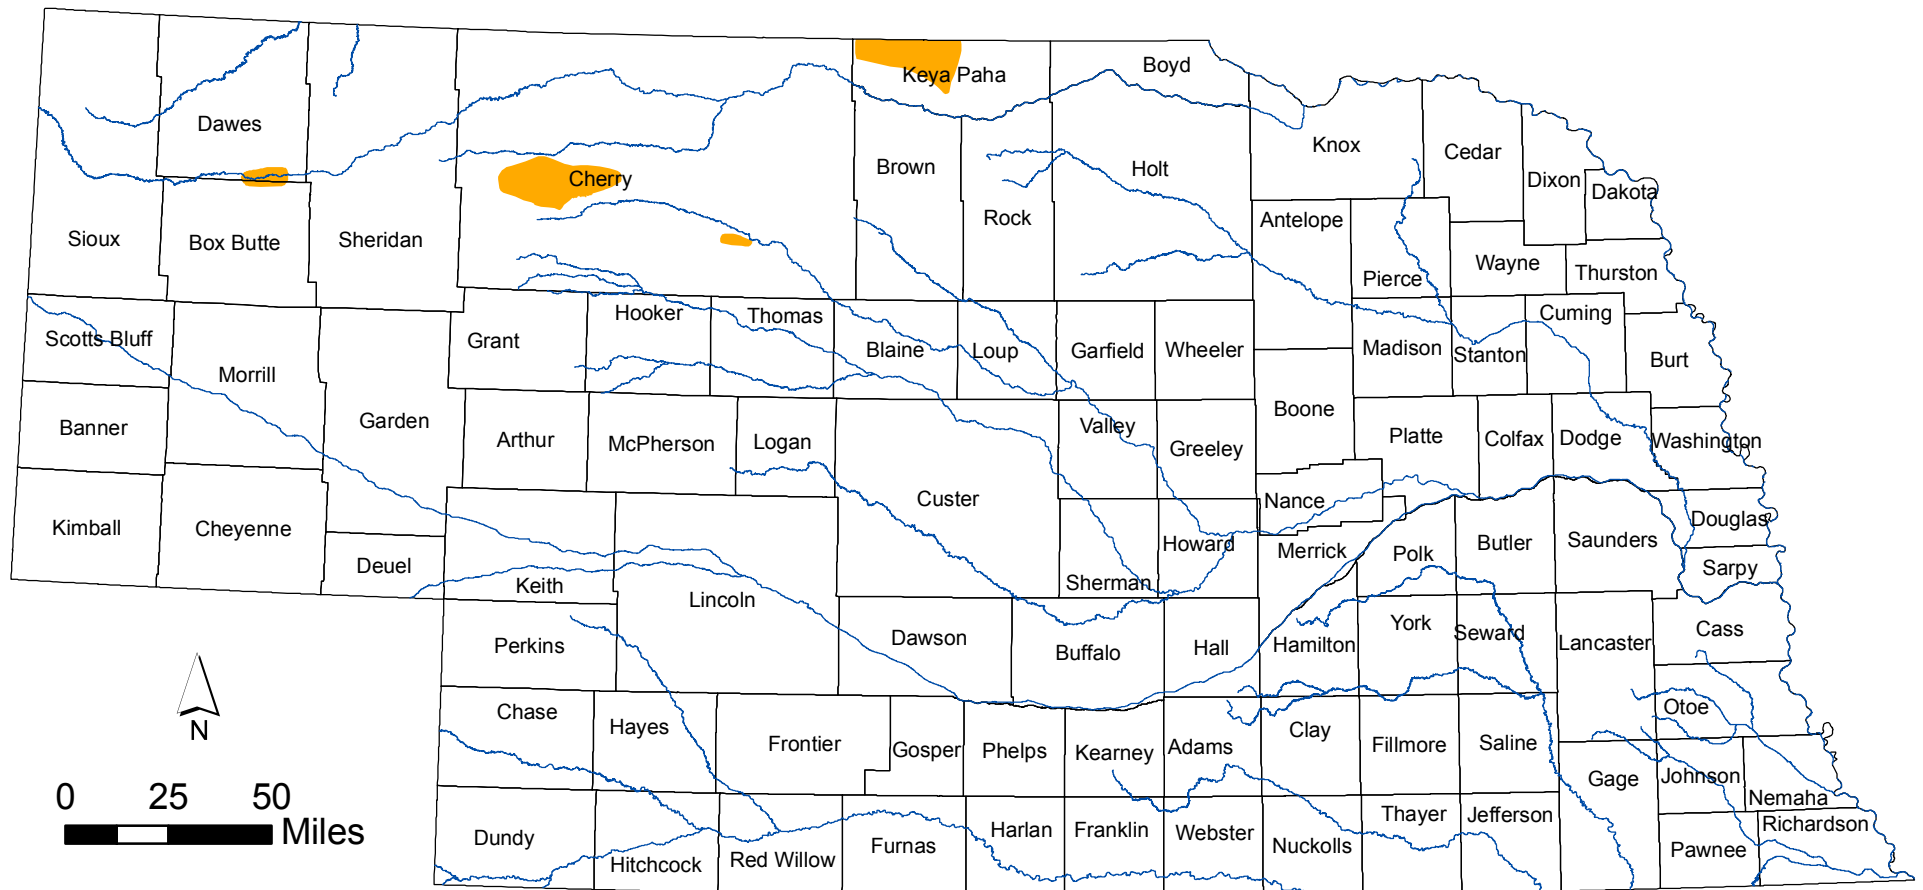 Keya Paha
Boyd
Dawes
Knox
Cedar
Brown
Holt
Cherry
Dixon
Dakota
Rock
Antelope
Sioux
Box Butte
Sheridan
Pierce
Wayne
Thurston
Scotts Bluff
Hooker
Thomas
Cuming
Grant
Blaine
Loup
Garfield
Wheeler
Madison
Stanton
Burt
Morrill
Boone
Banner
Garden
Arthur
McPherson
Logan
Valley
Greeley
Platte
Colfax
Dodge
Washington
Custer
Nance
Kimball
Cheyenne
Douglas
Howard
Merrick
Polk
Butler
Saunders
Deuel
Keith
Sherman
Sarpy
Lincoln
Perkins
Dawson
Buffalo
Hall
Hamilton
York
Seward
Lancaster
Cass
N
Chase
Hayes
Frontier
Gosper
Phelps
Kearney
Adams
Clay
Fillmore
Saline
Otoe
Gage
Johnson
Nemaha
0 25 50
Miles
Dundy
Hitchcock
Red Willow
Furnas
Harlan
Franklin
Webster
Nuckolls
Thayer
Jefferson
Pawnee
Richardson